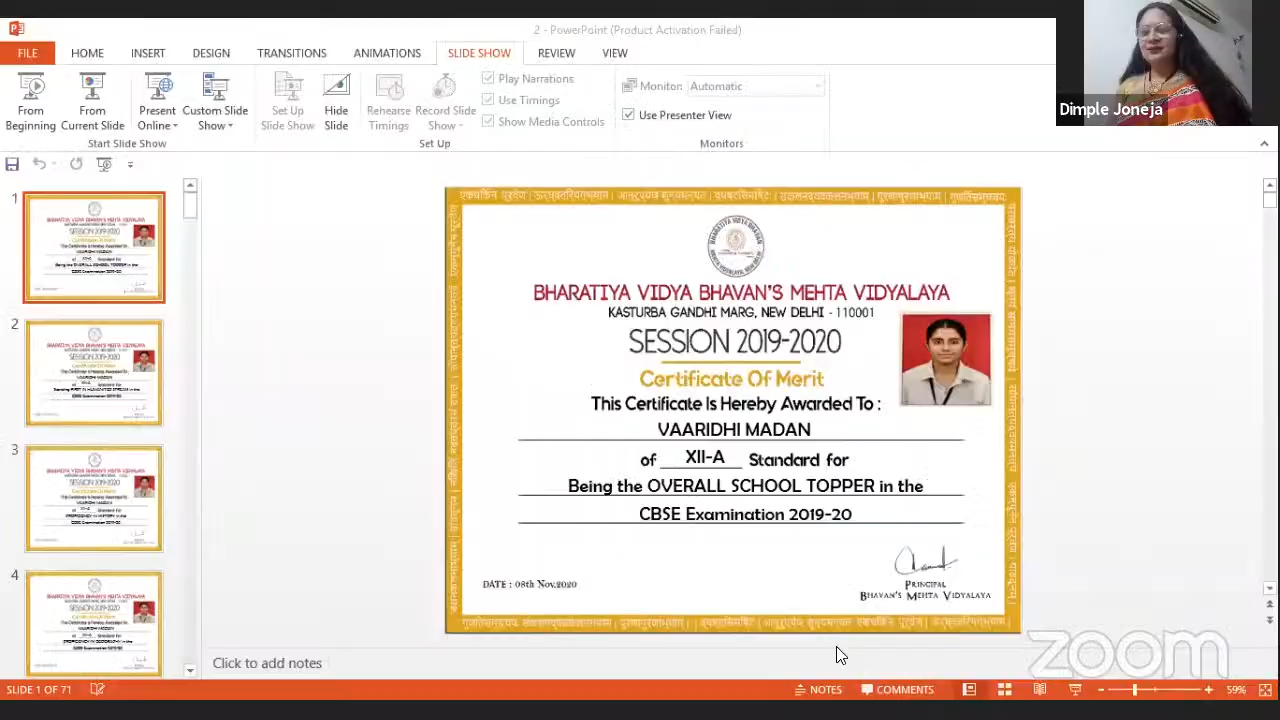 2 - PowerPoint (Product Activation Failed)
FILE HOME INSERT DESIGN TRANSITIONS ANIMATIONS SLIDE SHOW REVIEW VIEW
From Beginning
From Current Slide
Present Online
Custom Slide Show
Set Up Slide Show
Hide Slide
Rehearse Timings
Record Slide Show
Play Narrations
Use Timings
Show Media Controls
Monitor: Automatic
Use Presenter View
Start Slide Show
Set Up
Monitors
Dimple Joneja
1
2
3
4
BHARATIYA VIDYA BHAVAN'S MEHTA VIDYALAYA
KASTURBA GANDHI MARG, NEW DELHI - 110001
SESSION 2019-2020
Certificate Of Merit
This Certificate Is Hereby Awarded To :
VAARIDHI MADAN
of XII-A Standard for
Being the OVERALL SCHOOL TOPPER in the
CBSE Examination 2019-20
DATE : 08th Nov,2020
PRINCIPAL
BHAVAN'S MEHTA VIDYALAYA
Click to add notes
zoom
SLIDE 1 OF 71
NOTES
COMMENTS
59%